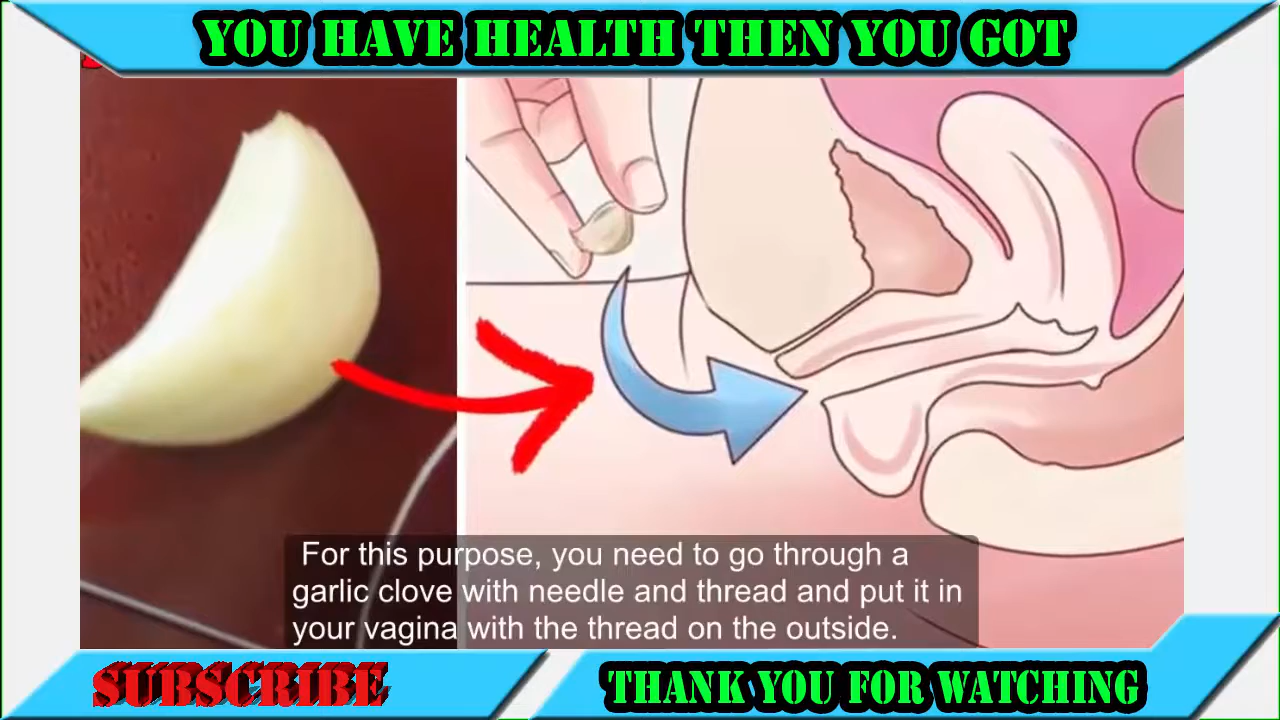 YOU HAVE HEALTH THEN YOU GOT
For this purpose, you need to go through a
garlic clove with needle and thread and put it in
your vagina with the thread on the outside.
SUBSCRIBE
THANK YOU FOR WATCHING